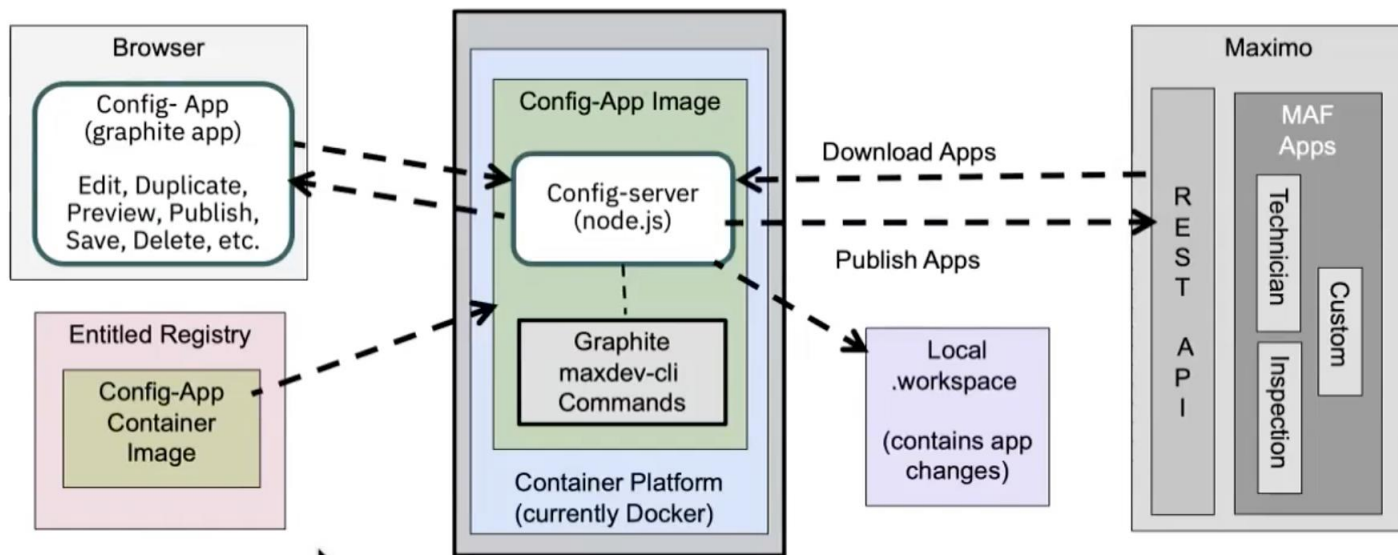 Browser
Config- App
(graphite app)
Edit, Duplicate,
Preview, Publish,
Save, Delete, etc.
Entitled Registry
Config-App
Container
Image
Config-App Image
Config-server
(node.js)
Graphite
maxdev-cli
Commands
Container Platform
(currently Docker)
Download Apps
Publish Apps
Local
.workspace
(contains app
changes)
Maximo
REST API
MAF
Apps
Technician
Custom
Inspection